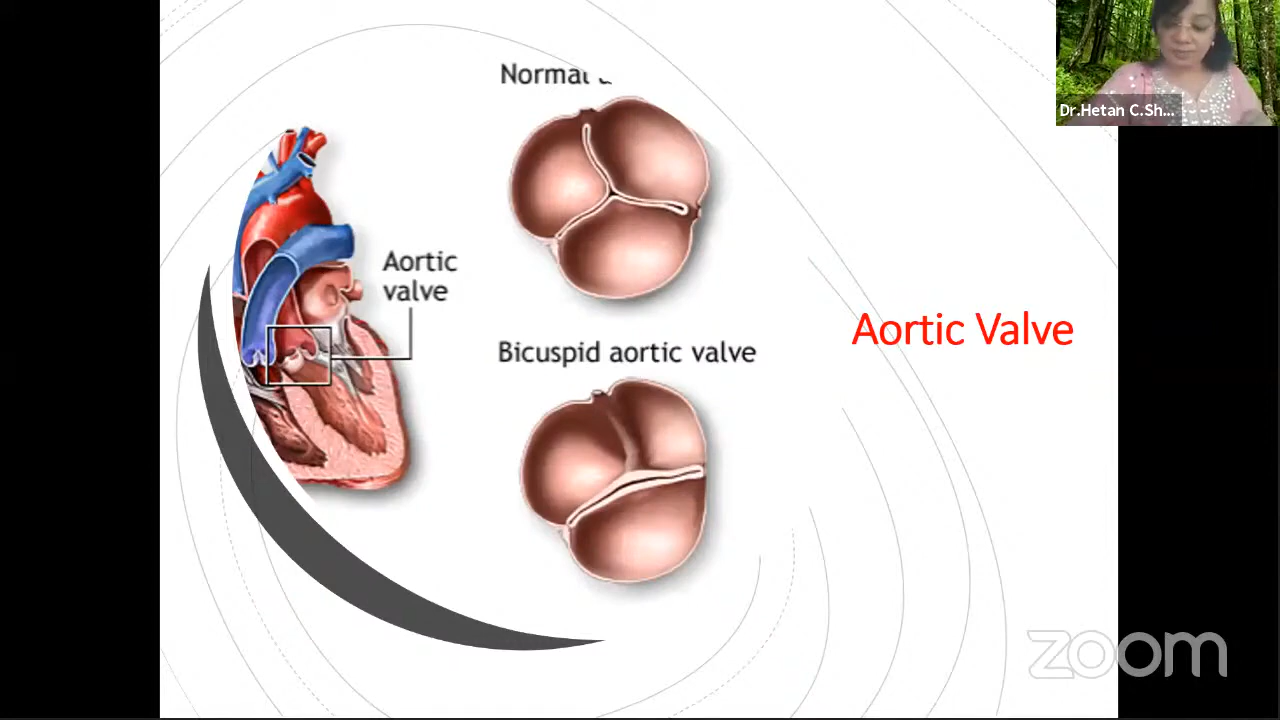 Dr.Hetan C.Sh...
Normal
Aortic
valve
Aortic Valve
Bicuspid aortic valve
zoom